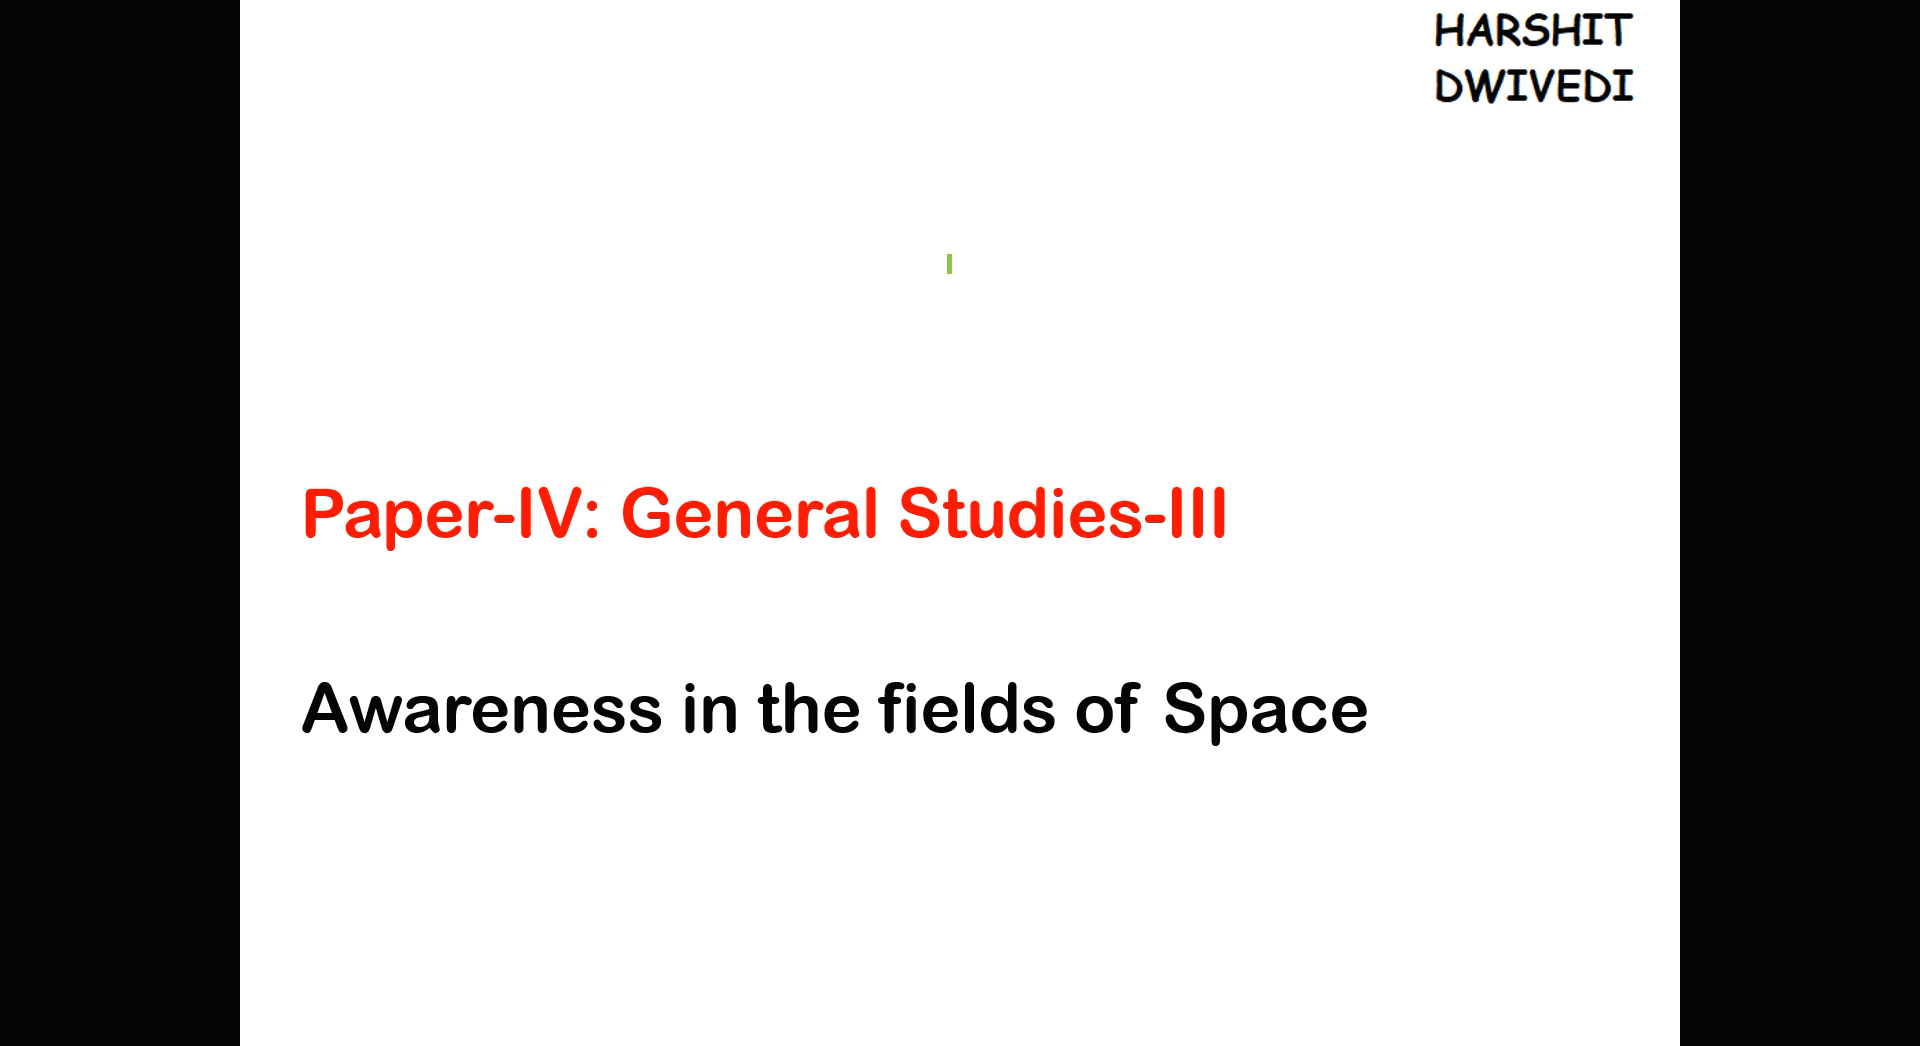 HARSHIT
DWIVEDI
Paper-IV: General Studies-III
Awareness in the fields of Space